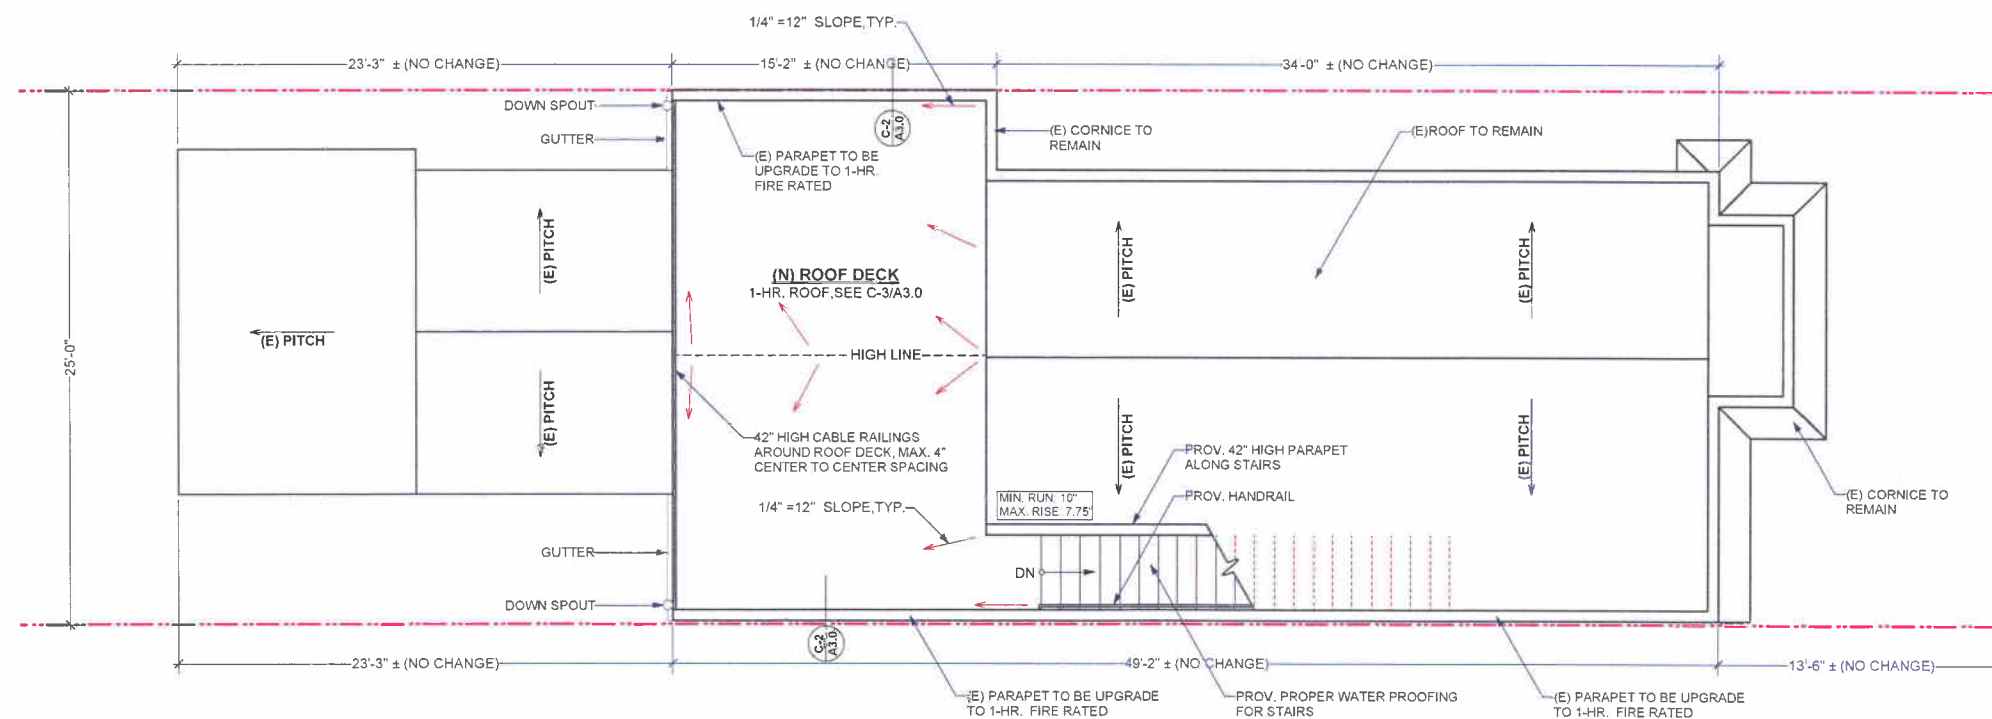 1/4" =12" SLOPE,TYP.
23'-3" ± (NO CHANGE)
15'-2" ± (NO CHANGE)
34'-0" ± (NO CHANGE)
DOWN SPOUT
GUTTER
C-2
A3.0
(E) PARAPET TO BE
UPGRADE TO 1-HR.
FIRE RATED
(E) CORNICE TO
REMAIN
(E)ROOF TO REMAIN
(E) PITCH
(E) PITCH
(E) PITCH
(N) ROOF DECK
1-HR. ROOF,SEE C-3/A3.0
(E) PITCH
25'-0"
HIGH LINE
(E) PITCH
(E) PITCH
(E) PITCH
42" HIGH CABLE RAILINGS
AROUND ROOF DECK, MAX. 4"
CENTER TO CENTER SPACING
PROV. 42" HIGH PARAPET
ALONG STAIRS
MIN. RUN: 10"
MAX. RISE 7.75"
PROV. HANDRAIL
(E) CORNICE TO
REMAIN
1/4" =12" SLOPE,TYP.
GUTTER
DN
DOWN SPOUT
C-2
A3.0
23'-3" ± (NO CHANGE)
49'-2" ± (NO CHANGE)
13'-6" ± (NO CHANGE)
(E) PARAPET TO BE UPGRADE
TO 1-HR. FIRE RATED
PROV. PROPER WATER PROOFING
FOR STAIRS
(E) PARAPET TO BE UPGRADE
TO 1-HR. FIRE RATED